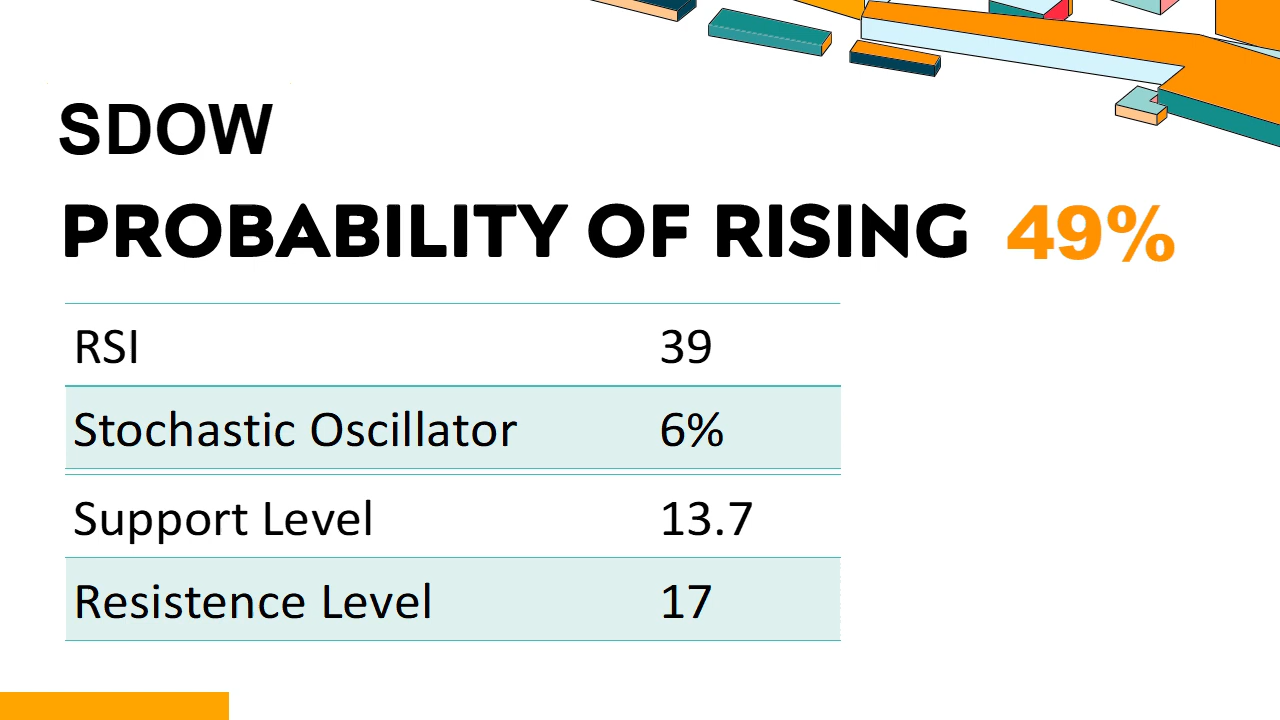 SDOW
PROBABILITY OF RISING 49%
RSI 39
Stochastic Oscillator 6%
Support Level 13.7
Resistence Level 17